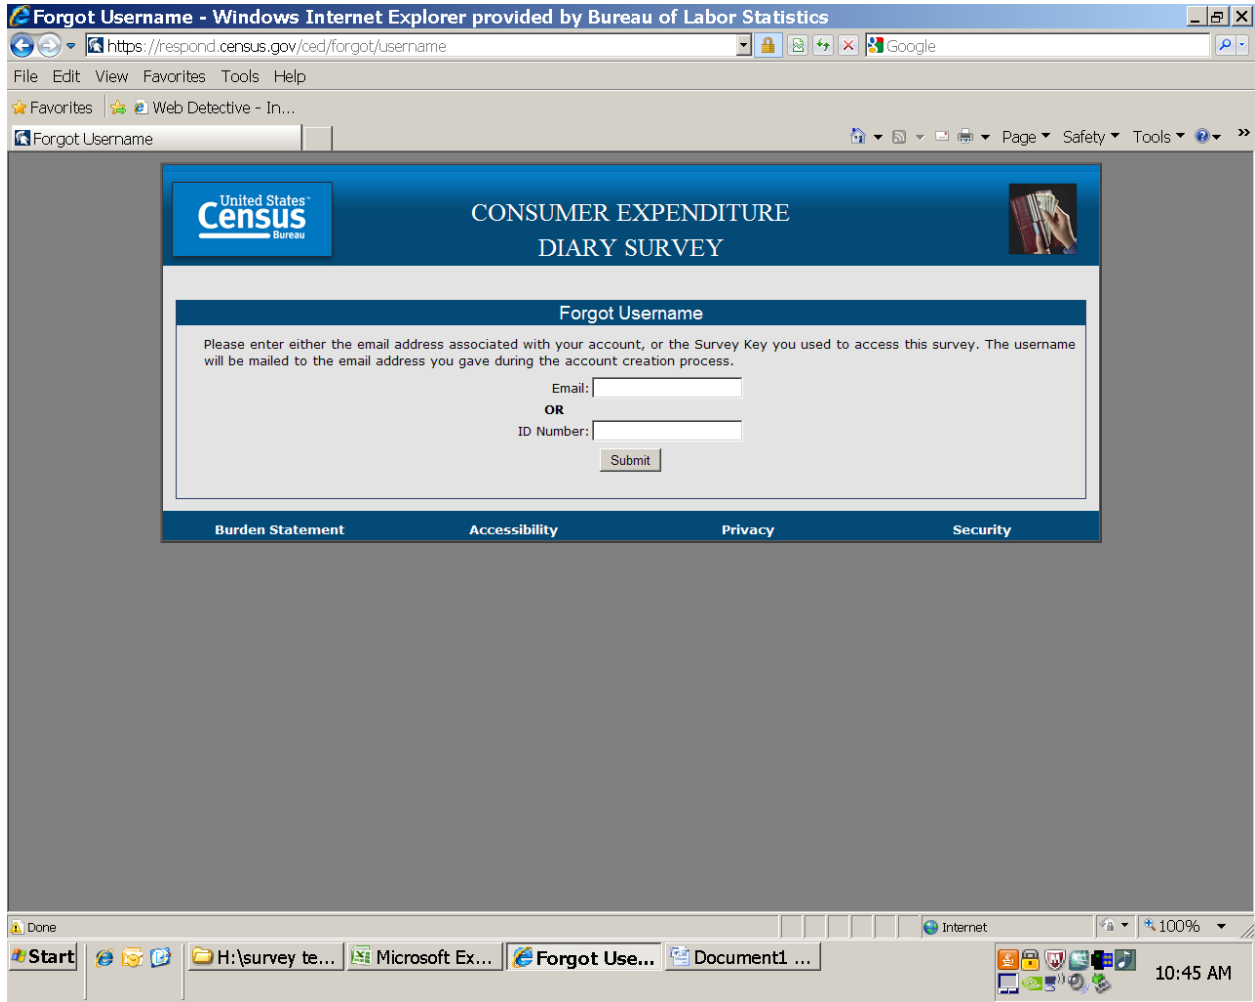 Forgot Username - Windows Internet Explorer provided by Bureau of Labor Statistics
https://respond.census.gov/ced/forgot/username
Google
File Edit View Favorites Tools Help
Favorites Web Detective - In...
Forgot Username
Page Safety Tools »
United States™
Census
Bureau
CONSUMER EXPENDITURE
DIARY SURVEY
Forgot Username
Please enter either the email address associated with your account, or the Survey Key you used to access this survey. The username
will be mailed to the email address you gave during the account creation process.
Email:
OR
ID Number:
Submit
Burden Statement Accessibility Privacy Security
Done Internet 100%
Start H:\survey te... Microsoft Ex... Forgot Use... Document1 ... 10:45 AM